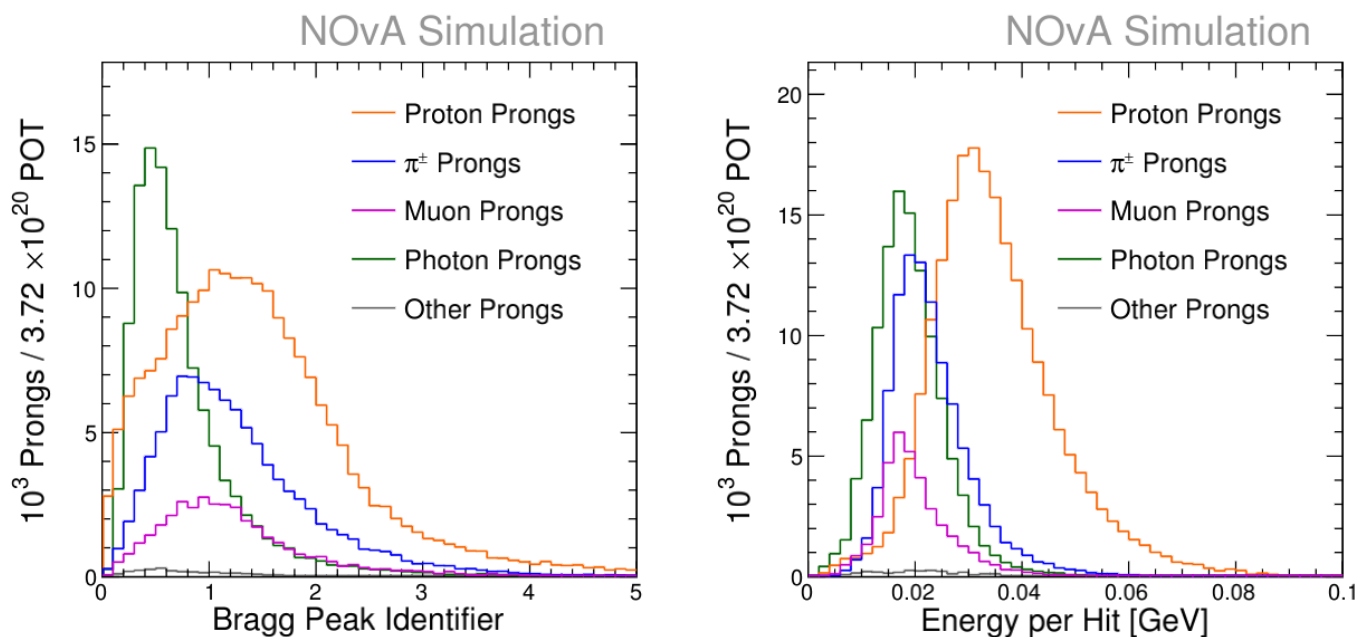 NOvA Simulation
10³ Prongs / 3.72 ×10²⁰ POT
15
10
5
0
Proton Prongs
π± Prongs
Muon Prongs
Photon Prongs
Other Prongs
0 1 2 3 4 5
Bragg Peak Identifier
NOvA Simulation
10³ Prongs / 3.72 ×10²⁰ POT
20
15
10
5
0
Proton Prongs
π± Prongs
Muon Prongs
Photon Prongs
Other Prongs
0 0.02 0.04 0.06 0.08 0.1
Energy per Hit [GeV]